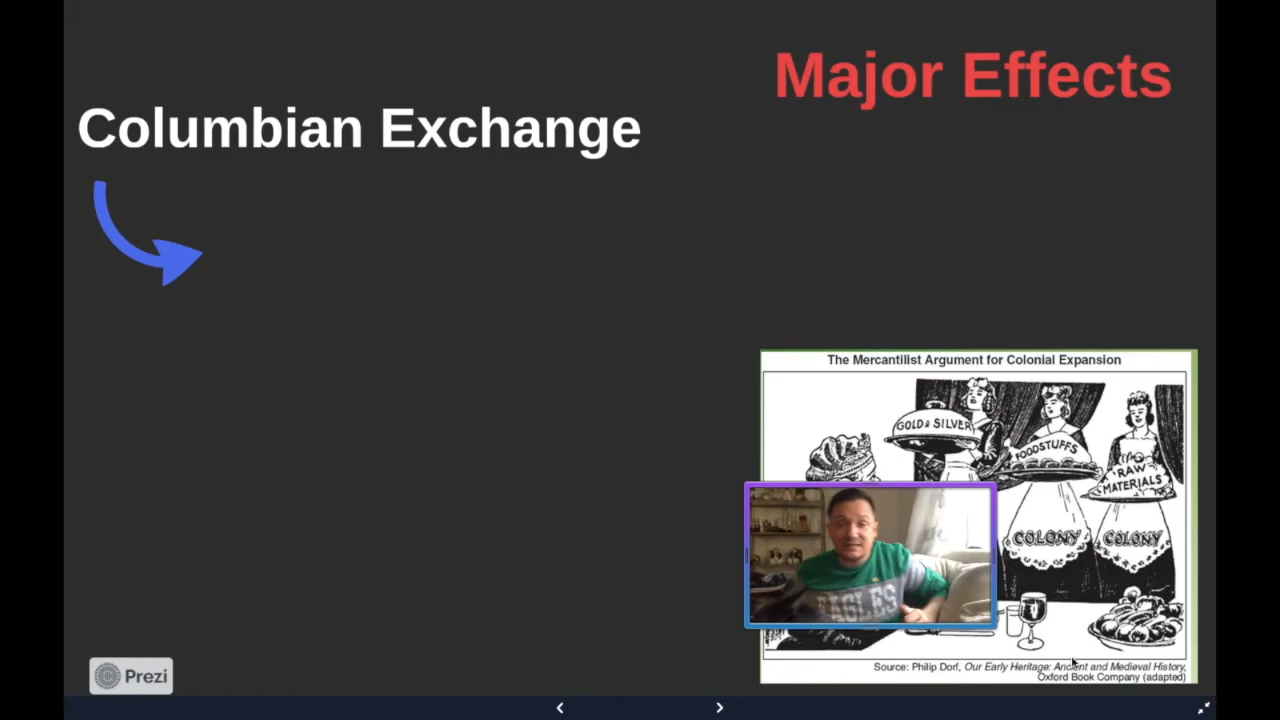 Major Effects
Columbian Exchange
The Mercantilist Argument for Colonial Expansion
GOLD & SILVER
FOODSTUFFS
RAW
MATERIALS
COLONY
COLONY
EAGLES
Source: Philip Dorf, Our Early Heritage: Ancient and Medieval History,
Oxford Book Company (adapted)
Prezi